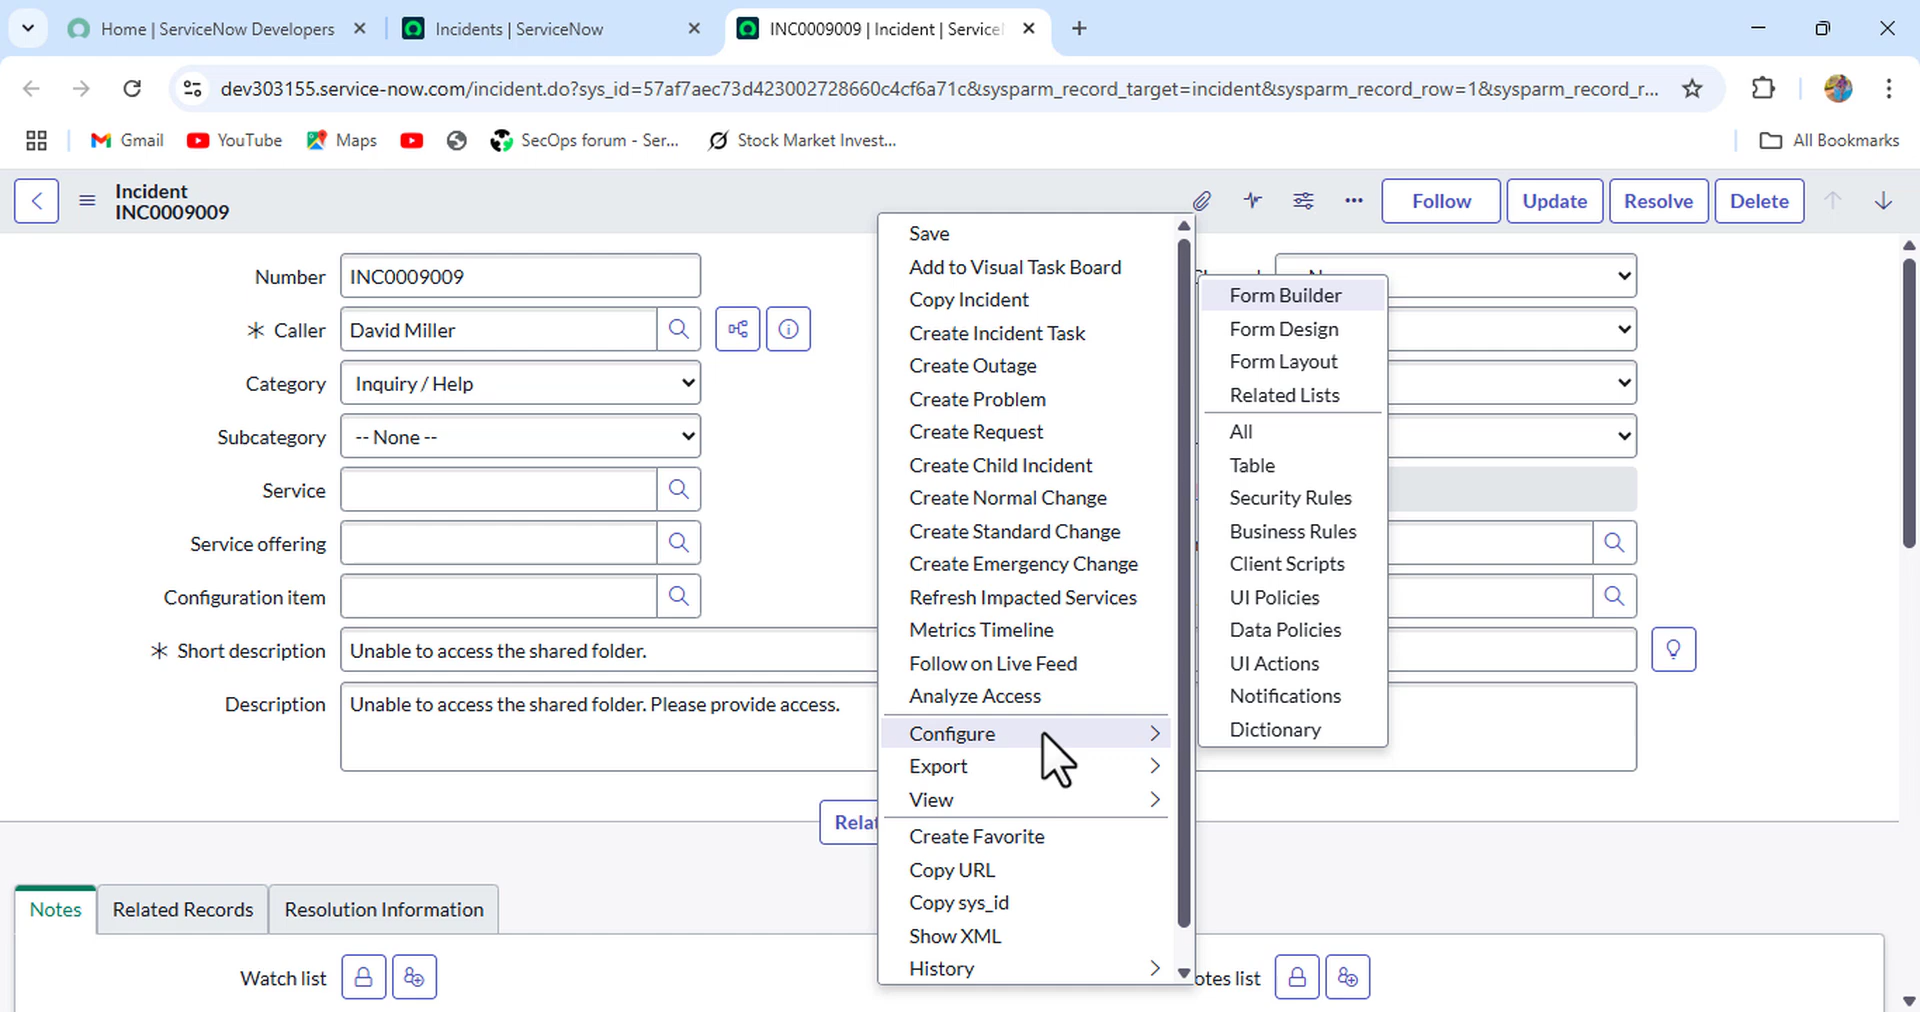 Home | ServiceNow Developers
Incidents | ServiceNow
INC0009009 | Incident | Service
dev303155.service-now.com/incident.do?sys_id=57af7aec73d423002728660c4cf6a71c&sysparm_record_target=incident&sysparm_record_row=1&sysparm_record_r...
Gmail
YouTube
Maps
SecOps forum - Ser...
Stock Market Invest...
All Bookmarks
Incident
INC0009009
Follow
Update
Resolve
Delete
Number
INC0009009
Caller
David Miller
Category
Inquiry / Help
Subcategory
-- None --
Service
Service offering
Configuration item
Short description
Unable to access the shared folder.
Description
Unable to access the shared folder. Please provide access.
Save
Add to Visual Task Board
Copy Incident
Create Incident Task
Create Outage
Create Problem
Create Request
Create Child Incident
Create Normal Change
Create Standard Change
Create Emergency Change
Refresh Impacted Services
Metrics Timeline
Follow on Live Feed
Analyze Access
Configure
Export
View
Create Favorite
Copy URL
Copy sys_id
Show XML
History
Form Builder
Form Design
Form Layout
Related Lists
All
Table
Security Rules
Business Rules
Client Scripts
UI Policies
Data Policies
UI Actions
Notifications
Dictionary
Relat
Notes
Related Records
Resolution Information
Watch list
otes list